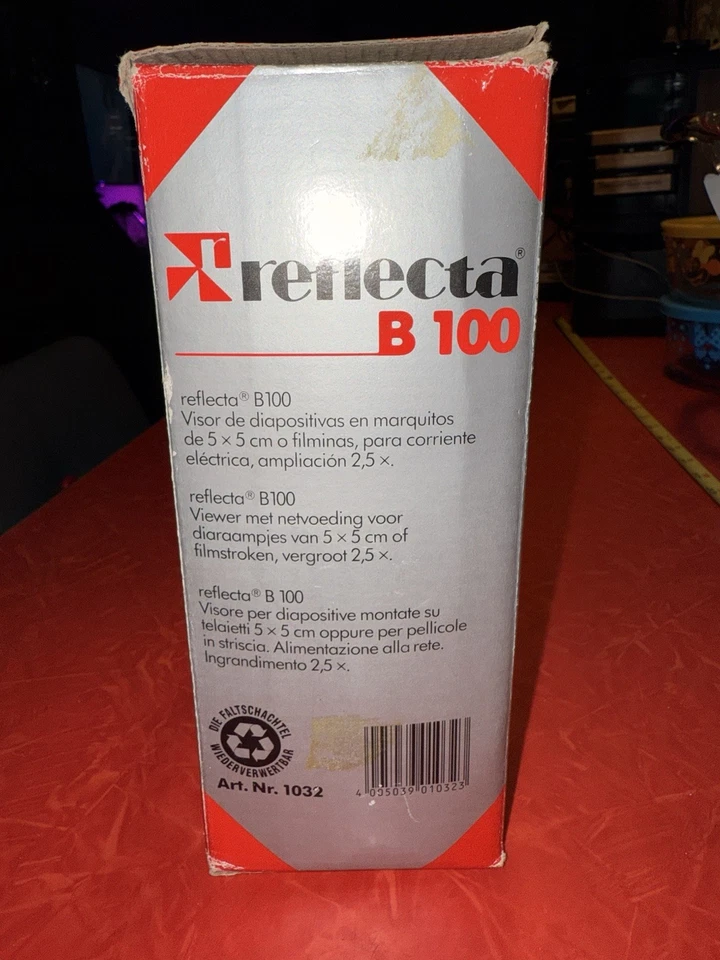 reflecta®
B 100
reflecta® B100
Visor de diapositivas en marquitos
de 5 × 5 cm o filminas, para corriente
eléctrica, ampliación 2,5 ×.
reflecta® B100
Viewer met netvoeding voor
diaraampjes van 5 × 5 cm of
filmstroken, vergroot 2,5 ×.
reflecta® B 100
Visore per diapositive montate su
telaietti 5 × 5 cm oppure per pellicole
in striscia. Alimentazione alla rete.
Ingrandimento 2,5 ×.
DIE FALTSCHACHTEL
WIEDERVERWERTBAR
Art. Nr. 1032
4 005039 010323